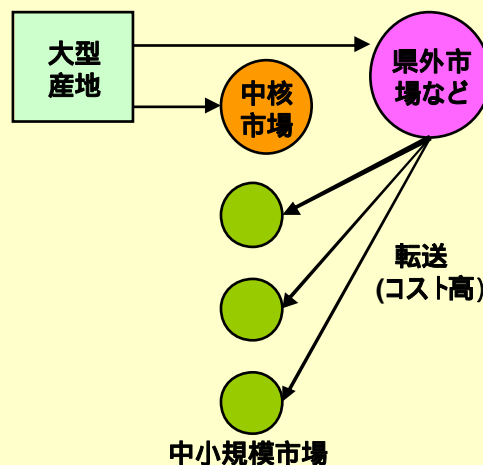 大型
産地
県外市
場など
中核
市場
転送
(コスト高)
中小規模市場